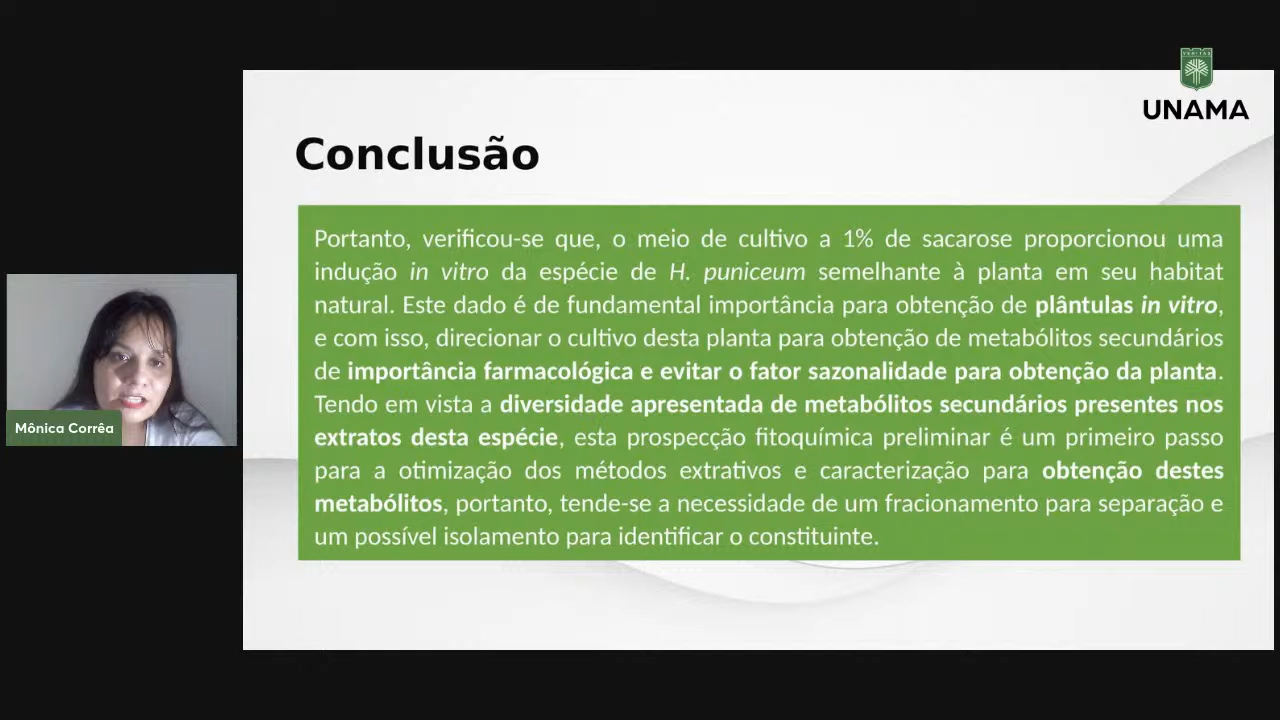 UNAMA
Conclusão
Portanto, verificou-se que, o meio de cultivo a 1% de sacarose proporcionou uma
indução in vitro da espécie de H. puniceum semelhante à planta em seu habitat
natural. Este dado é de fundamental importância para obtenção de plântulas in vitro,
e com isso, direcionar o cultivo desta planta para obtenção de metabólitos secundários
de importância farmacológica e evitar o fator sazonalidade para obtenção da planta.
Tendo em vista a diversidade apresentada de metabólitos secundários presentes nos
extratos desta espécie, esta prospecção fitoquímica preliminar é um primeiro passo
para a otimização dos métodos extrativos e caracterização para obtenção destes
metabólitos, portanto, tende-se a necessidade de um fracionamento para separação e
um possível isolamento para identificar o constituinte.
Mônica Corrêa